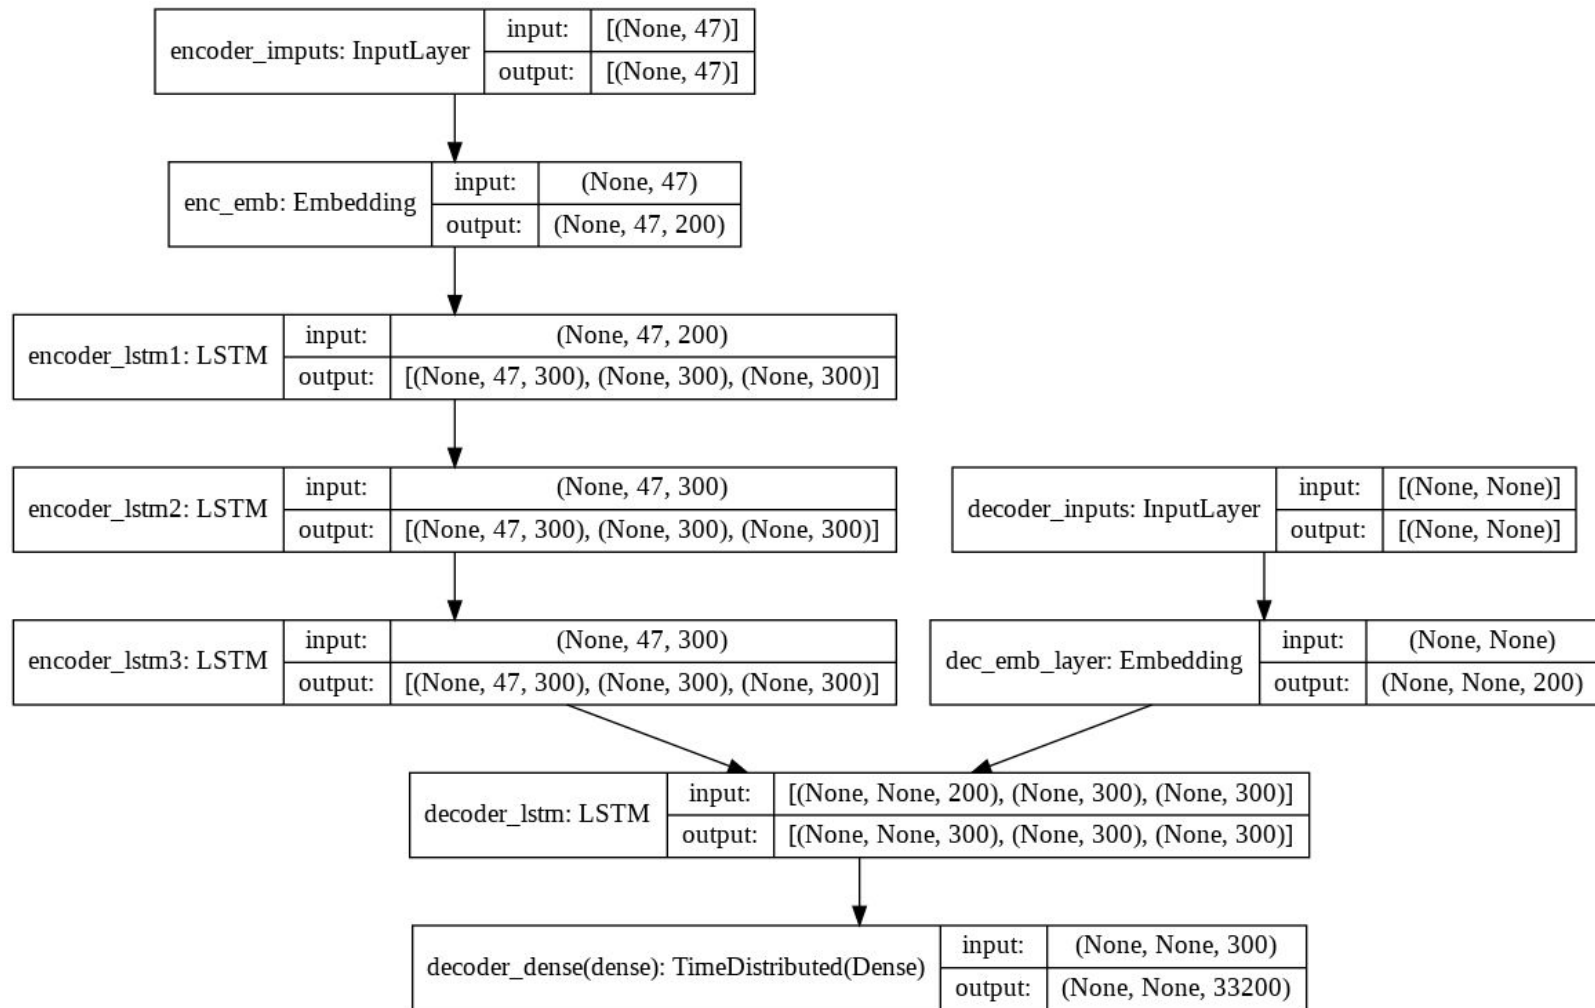 encoder_imputs: InputLayer
input: [(None, 47)]
output: [(None, 47)]
enc_emb: Embedding
input: (None, 47)
output: (None, 47, 200)
encoder_lstm1: LSTM
input: (None, 47, 200)
output: [(None, 47, 300), (None, 300), (None, 300)]
encoder_lstm2: LSTM
input: (None, 47, 300)
output: [(None, 47, 300), (None, 300), (None, 300)]
decoder_inputs: InputLayer
input: [(None, None)]
output: [(None, None)]
encoder_lstm3: LSTM
input: (None, 47, 300)
output: [(None, 47, 300), (None, 300), (None, 300)]
dec_emb_layer: Embedding
input: (None, None)
output: (None, None, 200)
decoder_lstm: LSTM
input: [(None, None, 200), (None, 300), (None, 300)]
output: [(None, None, 300), (None, 300), (None, 300)]
decoder_dense(dense): TimeDistributed(Dense)
input: (None, None, 300)
output: (None, None, 33200)